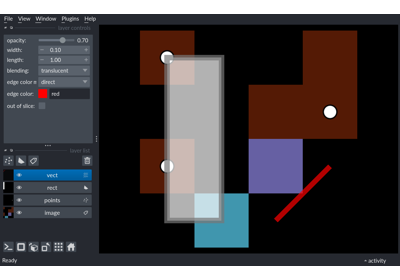 File View Window Plugins Help
layer controls
opacity: 0.70
width: 0.10
length: 1.00
blending: translucent
edge color direct
edge color: red
out of slice:
layer list
vect
rect
points
image
Ready
activity